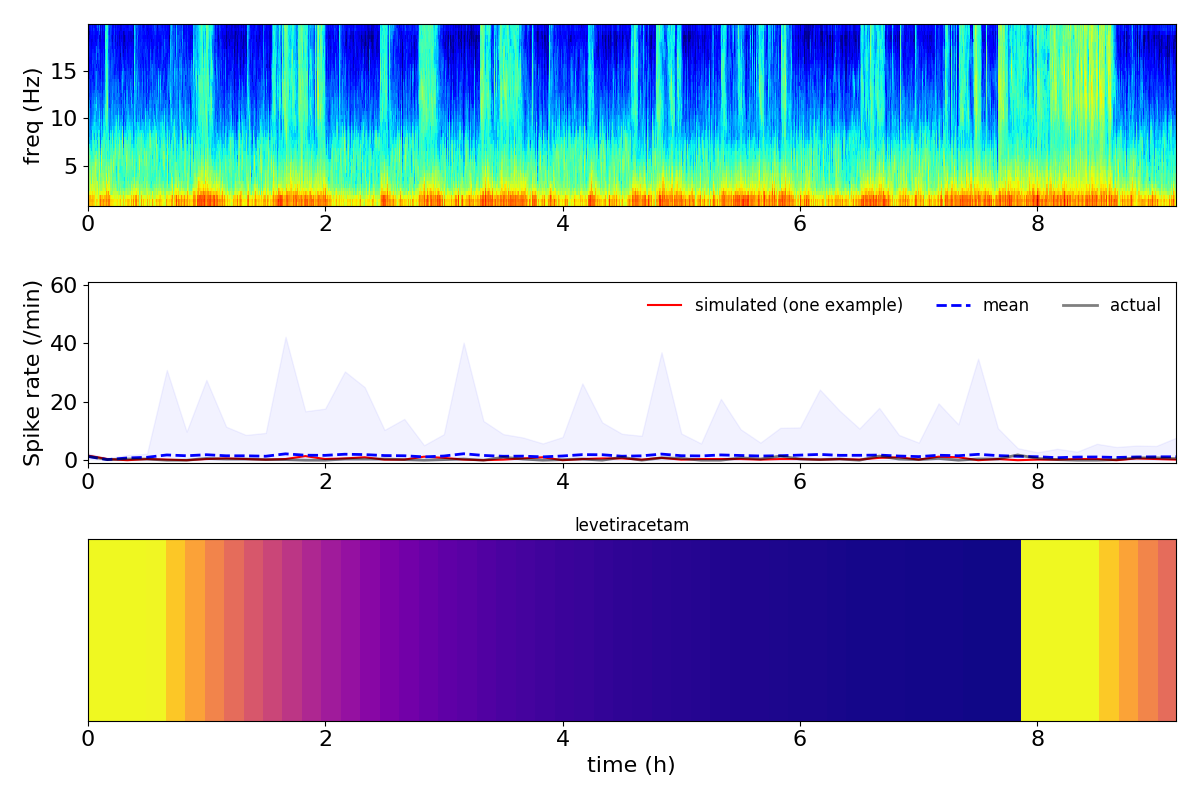 15
10
5
freq (Hz)
0 2 4 6 8
60
40
20
0
Spike rate (/min)
simulated (one example) mean actual
0 2 4 6 8
levetiracetam
0 2 4 6 8
time (h)